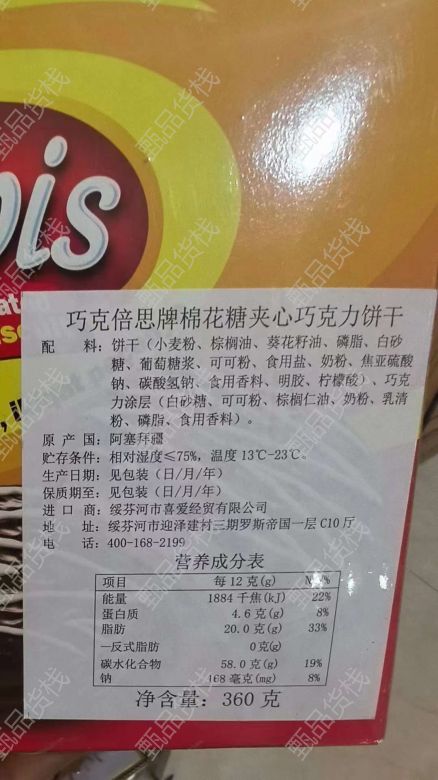 ois
巧克倍思牌棉花糖夹心巧克力饼干
配 料：饼干（小麦粉、棕榈油、葵花籽油、磷脂、白砂
糖、葡萄糖浆、可可粉、食用盐、奶粉、焦亚硫酸
钠、碳酸氢钠、食用香料、明胶、柠檬酸）、巧克
力涂层（白砂糖、可可粉、棕榈仁油、奶粉、乳清
粉、磷脂、食用香料）。
原 产 国：阿塞拜疆
贮存条件：相对湿度≤75%，温度 13℃-23℃。
生产日期：见包装（日/月/年）
保质期至：见包装（日/月/年）
进 口 商：绥芬河市喜爱经贸有限公司
地 址：绥芬河市迎泽建村三期罗斯帝国一层 C10 厅
电 话：400-168-2199
营养成分表
项目 每 12 克(g)
能量 1884 千焦(kJ) 22%
蛋白质 4.6 克(g) 8%
脂肪 20.0 克(g) 33%
—反式脂肪 0 克(g)
碳水化合物 58.0 克(g) 19%
钠 168 毫克(mg) 8%
净含量：360 克
甄品货栈